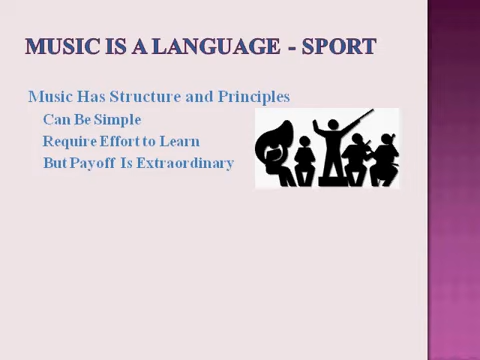 MUSIC IS A LANGUAGE - SPORT
Music Has Structure and Principles
Can Be Simple
Require Effort to Learn
But Payoff Is Extraordinary